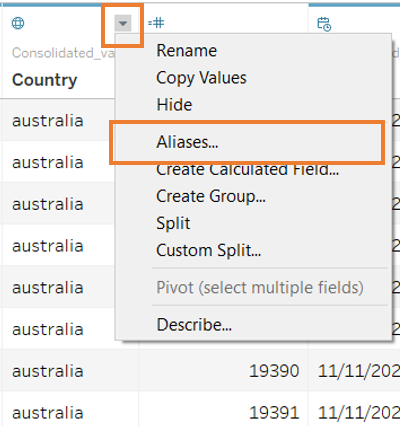 =#
Consolidated_va
Country
Rename
Copy Values
Hide
Aliases...
Create Calculated Field...
Create Group...
Split
Custom Split...
Pivot (select multiple fields)
Describe...
australia
australia
australia
australia
australia
australia
australia 19390 11/11/202
australia 19391 11/11/202